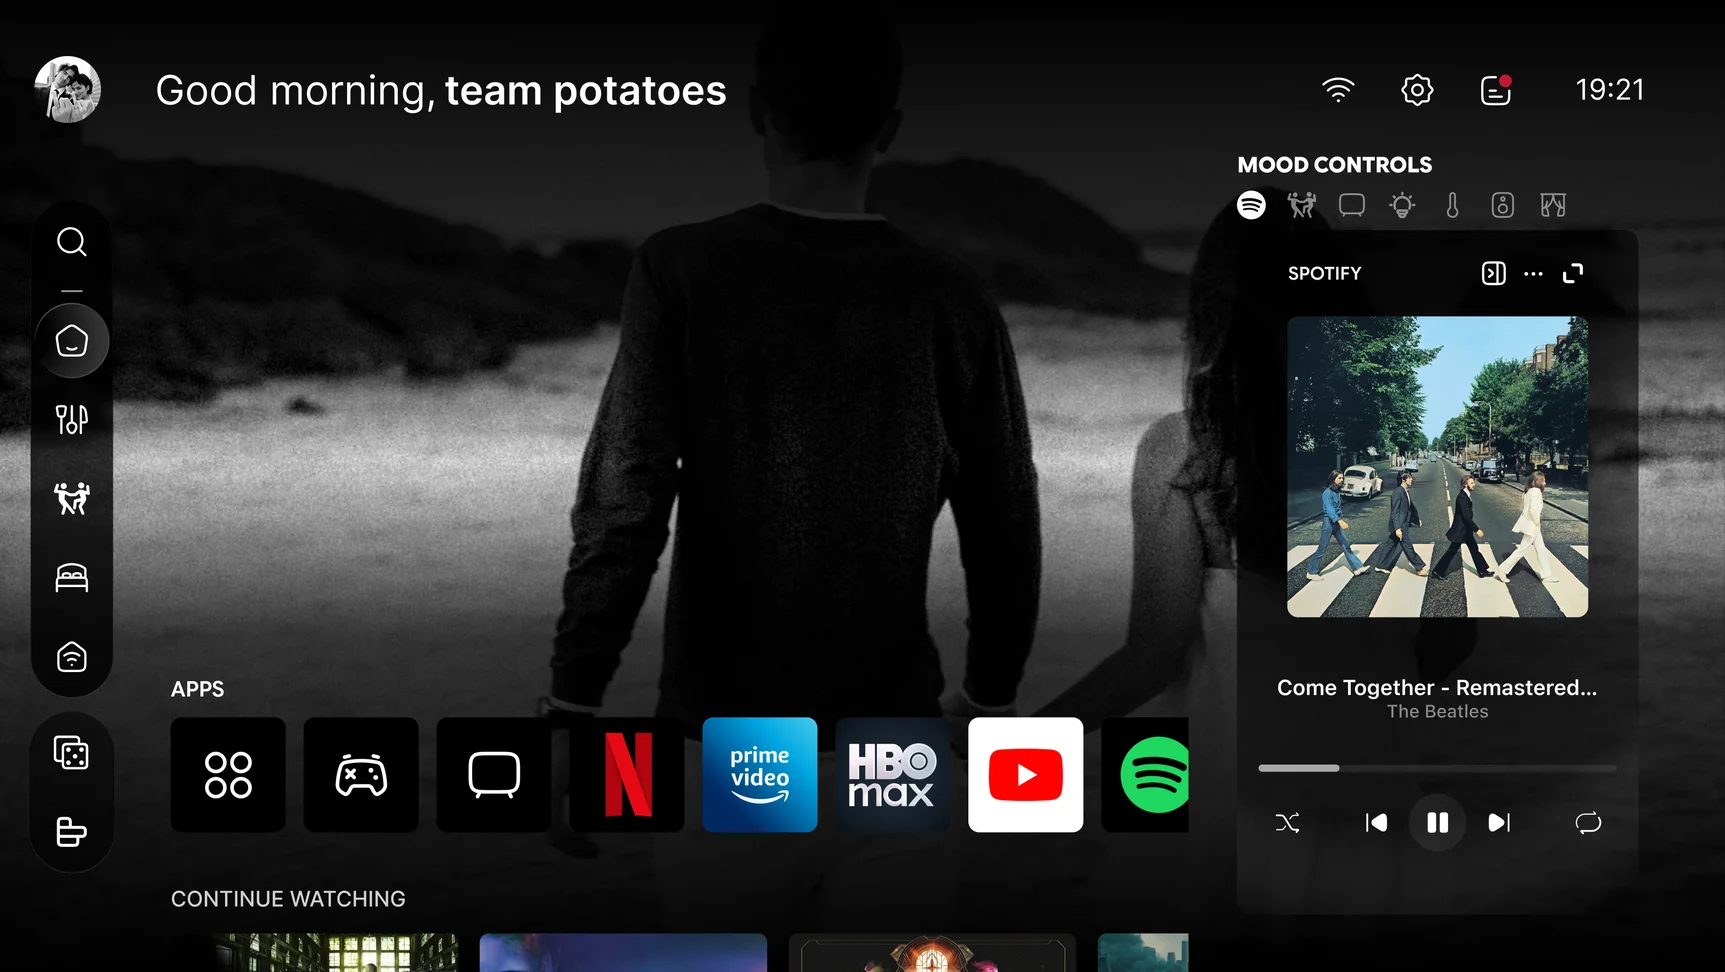 Good morning, team potatoes
19:21
MOOD CONTROLS
SPOTIFY
Come Together - Remastered...
The Beatles
APPS
prime
video
HBO
max
CONTINUE WATCHING